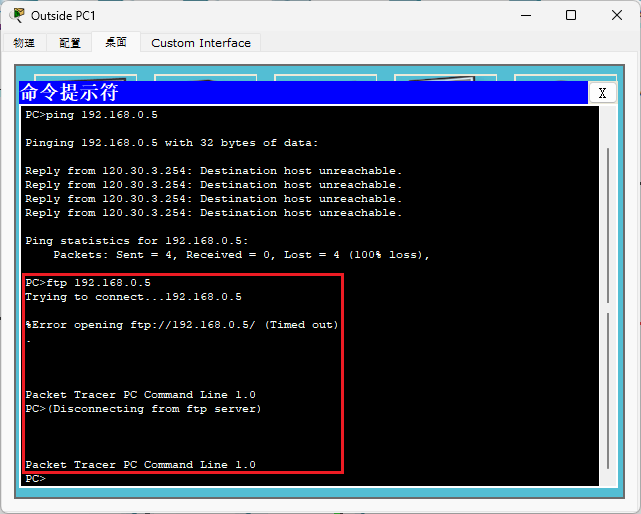 Outside PC1
物理 配置 桌面 Custom Interface
命令提示符 X
PC>ping 192.168.0.5
Pinging 192.168.0.5 with 32 bytes of data:
Reply from 120.30.3.254: Destination host unreachable.
Reply from 120.30.3.254: Destination host unreachable.
Reply from 120.30.3.254: Destination host unreachable.
Reply from 120.30.3.254: Destination host unreachable.
Ping statistics for 192.168.0.5:
    Packets: Sent = 4, Received = 0, Lost = 4 (100% loss),
PC>ftp 192.168.0.5
Trying to connect...192.168.0.5
%Error opening ftp://192.168.0.5/ (Timed out)
.
Packet Tracer PC Command Line 1.0
PC>(Disconnecting from ftp server)
Packet Tracer PC Command Line 1.0
PC>